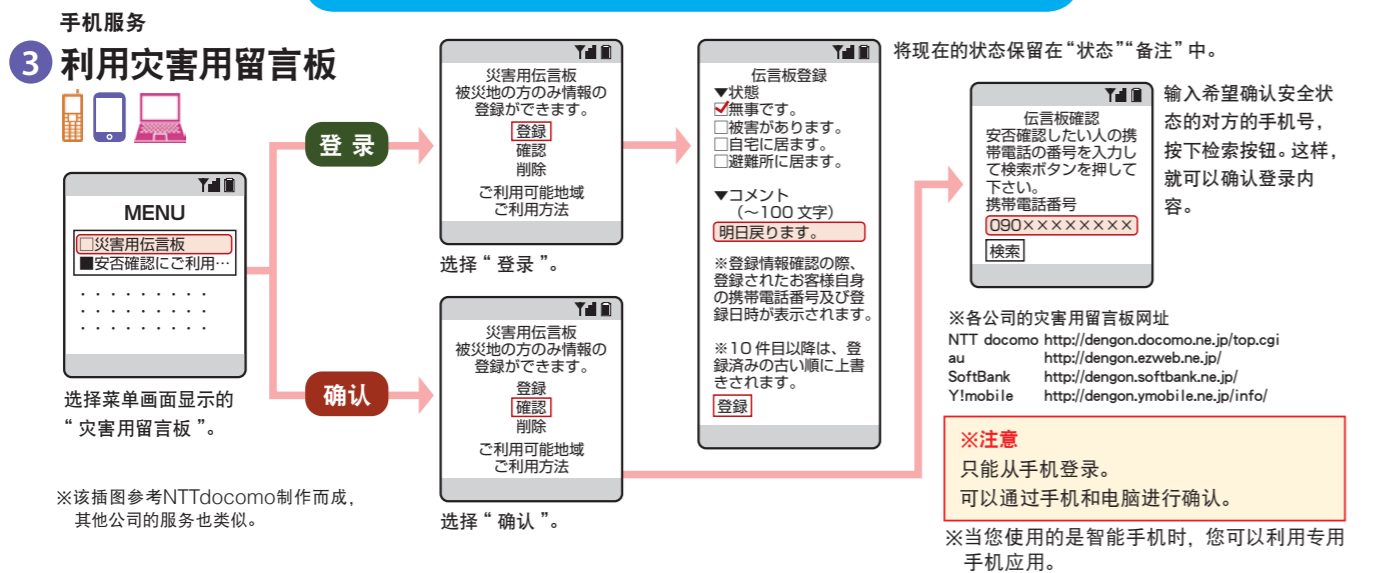 手机服务
3 利用灾害用留言板
MENU
□災害用伝言板
■安否確認にご利用…
・・・・・・・・・
・・・・・・・・・
・・・・・・・・・
选择菜单画面显示的
“灾害用留言板”。
※该插图参考NTTdocomo制作而成，
其他公司的服务也类似。
登 录
災害用伝言板
被災地の方のみ情報の
登録ができます。
登録
確認
削除
ご利用可能地域
ご利用方法
选择“登录”。
确认
災害用伝言板
被災地の方のみ情報の
登録ができます。
登録
確認
削除
ご利用可能地域
ご利用方法
选择“确认”。
伝言板登録
▼状態
☑無事です。
□被害があります。
□自宅に居ます。
□避難所に居ます。
▼コメント
（～100 文字）
明日戻ります。
※登録情報確認の際、
登録されたお客様自身
の携帯電話番号及び登
録日時が表示されます。
※10 件目以降は、登
録済みの古い順に上書
きされます。
登録
将现在的状态保留在“状态”“备注”中。
伝言板確認
安否確認したい人の携
帯電話の番号を入力し
て検索ボタンを押して
下さい。
携帯電話番号
090××××××××
検索
输入希望确认安全状
态的对方的手机号，
按下检索按钮。这样，
就可以确认登录内
容。
※各公司的灾害用留言板网址
NTT docomo http://dengon.docomo.ne.jp/top.cgi
au http://dengon.ezweb.ne.jp/
SoftBank http://dengon.softbank.ne.jp/
Y!mobile http://dengon.ymobile.ne.jp/info/
※注意
只能从手机登录。
可以通过手机和电脑进行确认。
※当您使用的是智能手机时，您可以利用专用
手机应用。